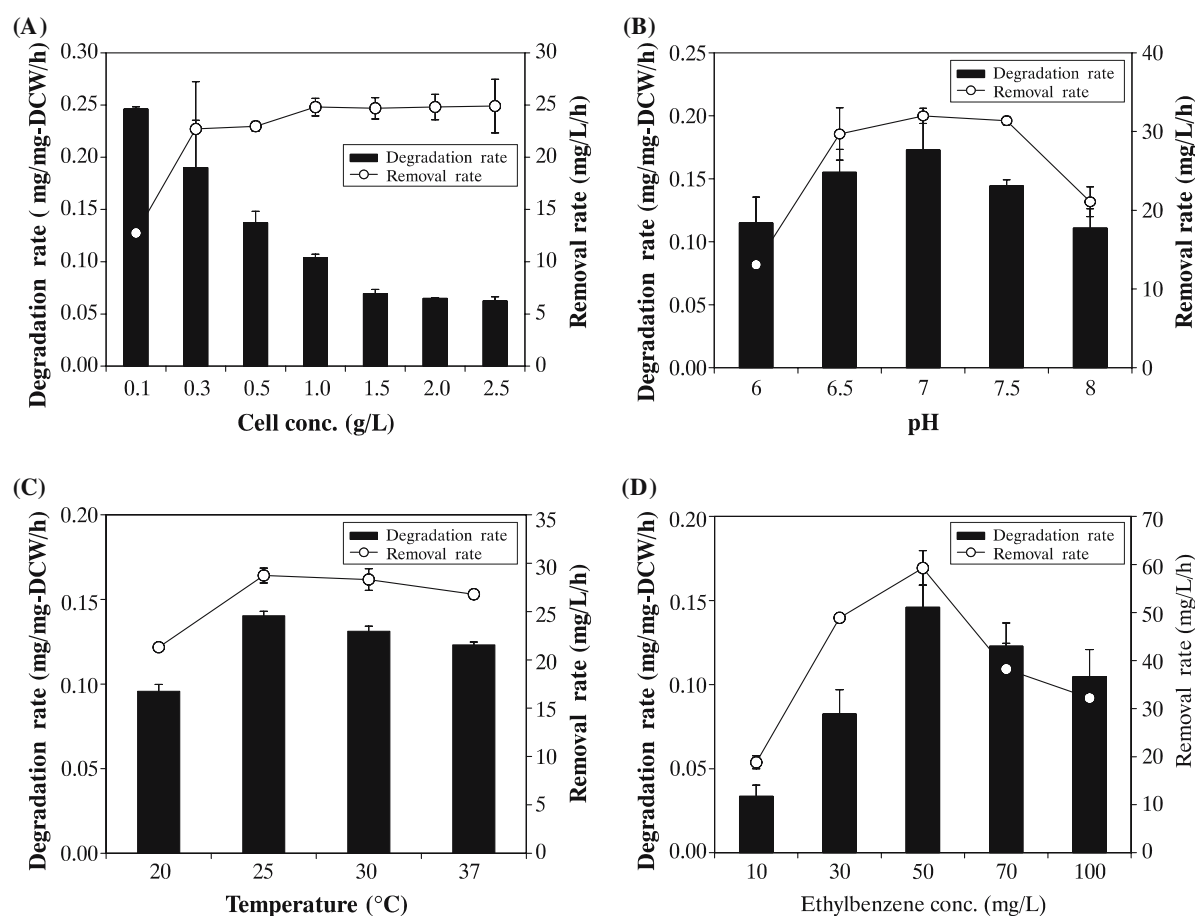 (A)
Degradation rate ( mg/mg-DCW/h)
0.30
0.25
0.20
0.15
0.10
0.05
0.00
30
25
20
15
10
5
0
Removal rate (mg/L/h)
Degradation rate
Removal rate
0.1 0.3 0.5 1.0 1.5 2.0 2.5
Cell conc. (g/L)
(B)
Degradation rate (mg/mg-DCW/h)
0.25
0.20
0.15
0.10
0.05
0.00
40
30
20
10
0
Removal rate (mg/L/h)
Degradation rate
Removal rate
6 6.5 7 7.5 8
pH
(C)
Degradation rate (mg/mg-DCW/h)
0.20
0.15
0.10
0.05
0.00
35
30
25
20
15
10
5
0
Removal rate (mg/L/h)
Degradation rate
Removal rate
20 25 30 37
Temperature (°C)
(D)
Degradation rate (mg/mg-DCW/h)
0.20
0.15
0.10
0.05
0.00
70
60
50
40
30
20
10
0
Removal rate (mg/L/h)
Degradation rate
Removal rate
10 30 50 70 100
Ethylbenzene conc. (mg/L)